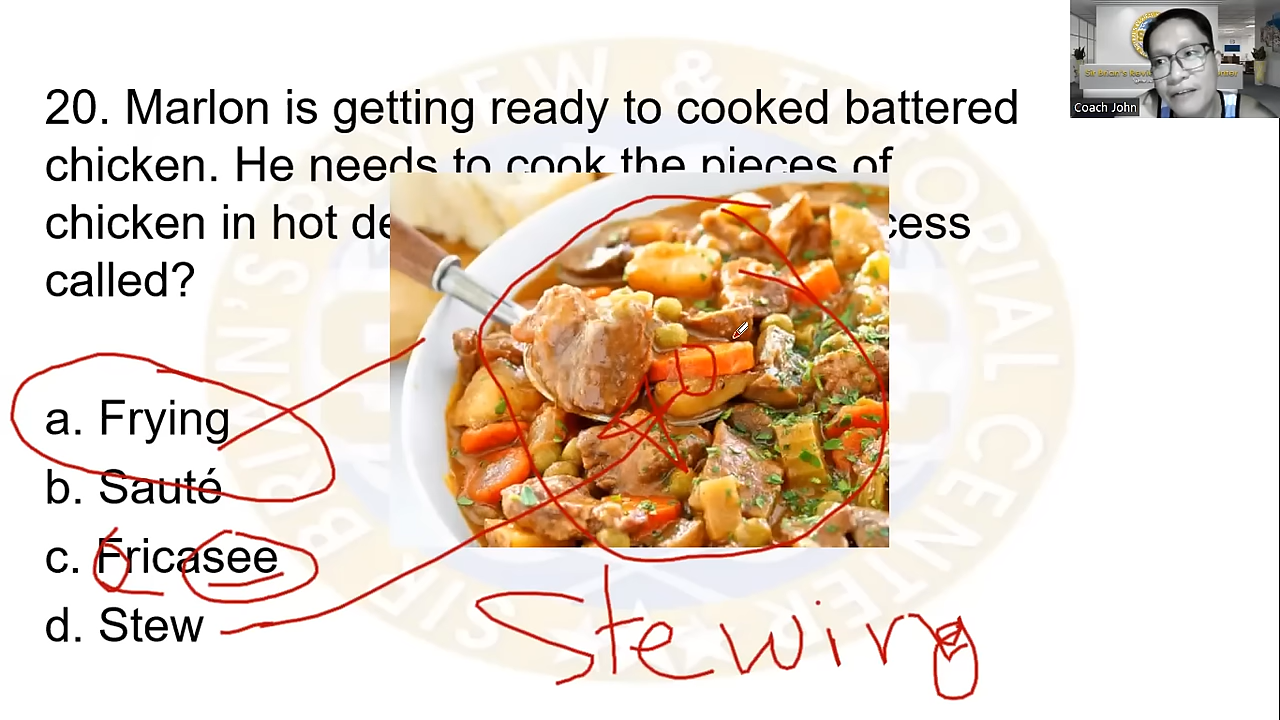 20. Marlon is getting ready to cooked battered
chicken. He needs to cook the pieces of
chicken in hot cess
called?
a. Frying
b. Sauté
c. Fricasee
d. Stew
Stewing
Coach John